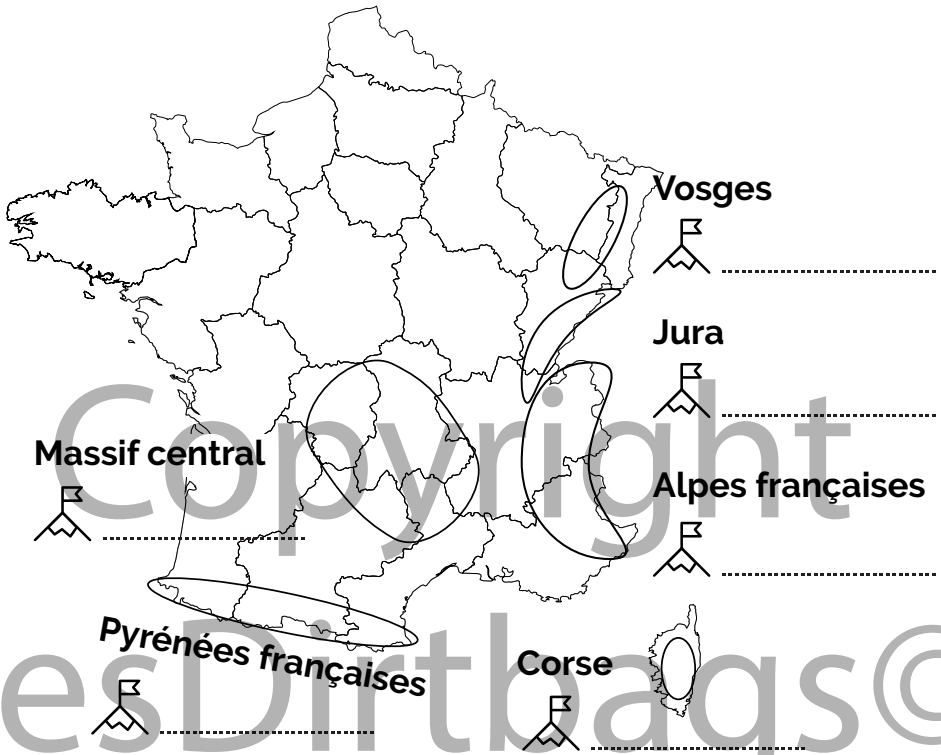 Vosges
Jura
Massif central
Copyright
Alpes françaises
Pyrénées françaises
Corse
esDirtbags©